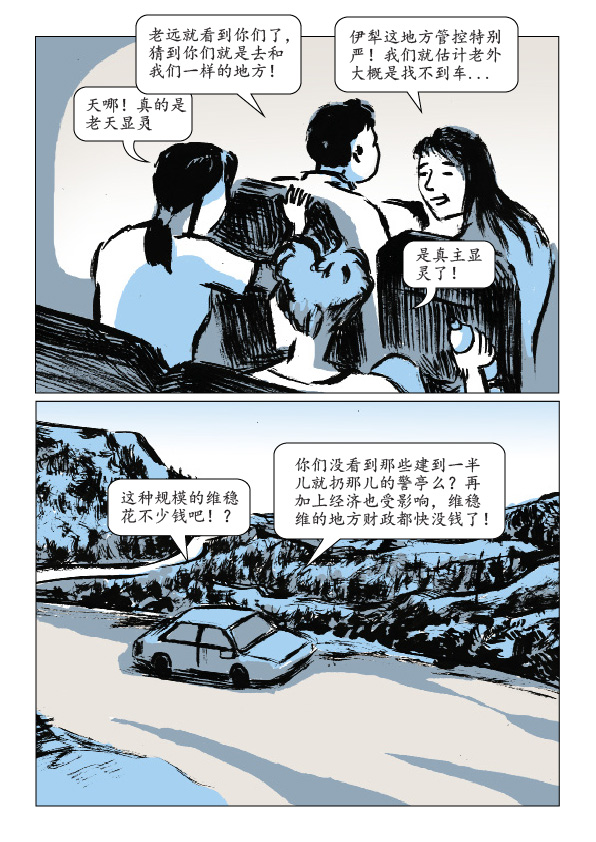 老远就看到你们了，
猜到你们就是去和
我们一样的地方！
伊犁这地方管控特别
严！我们就估计老外
大概是找不到车...
天哪！真的是
老天显灵
是真主显
灵了！
这种规模的维稳
花不少钱吧！？
你们没看到那些建到一半
儿就扔那儿的警亭么？再
加上经济也受影响，维稳
维的地方财政都快没钱了！